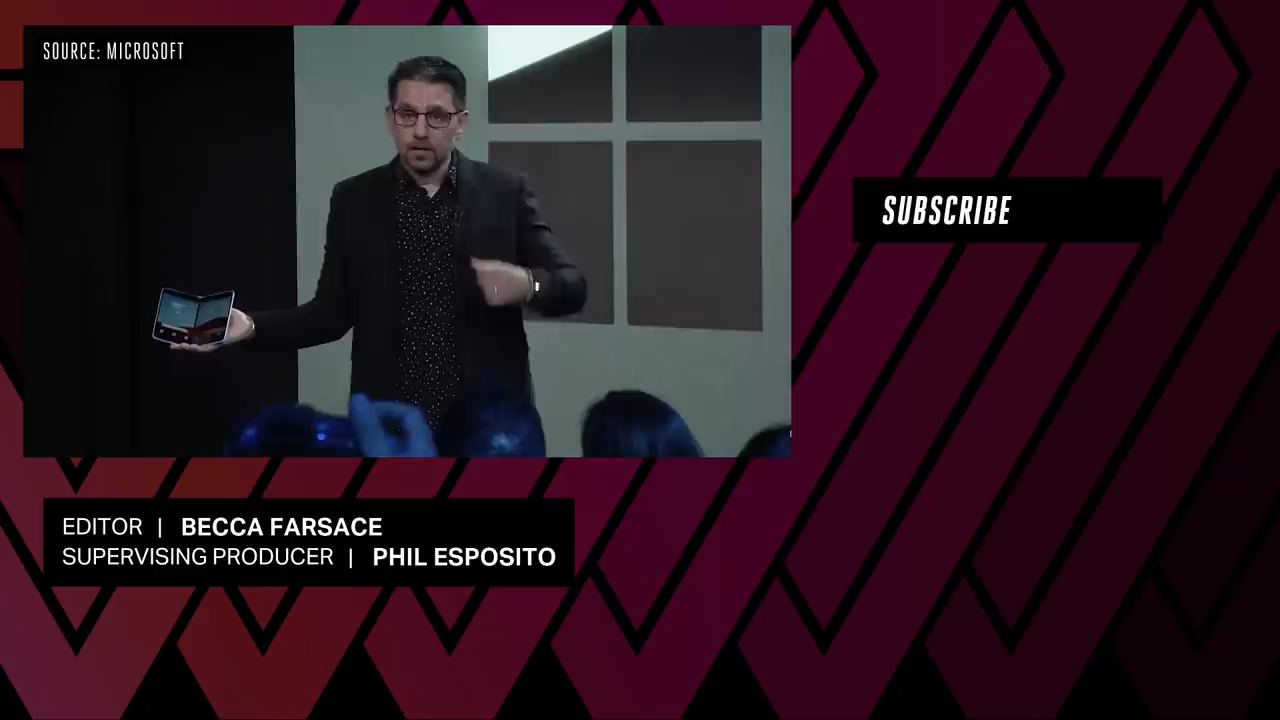 SOURCE: MICROSOFT
SUBSCRIBE
EDITOR | BECCA FARSACE
SUPERVISING PRODUCER | PHIL ESPOSITO